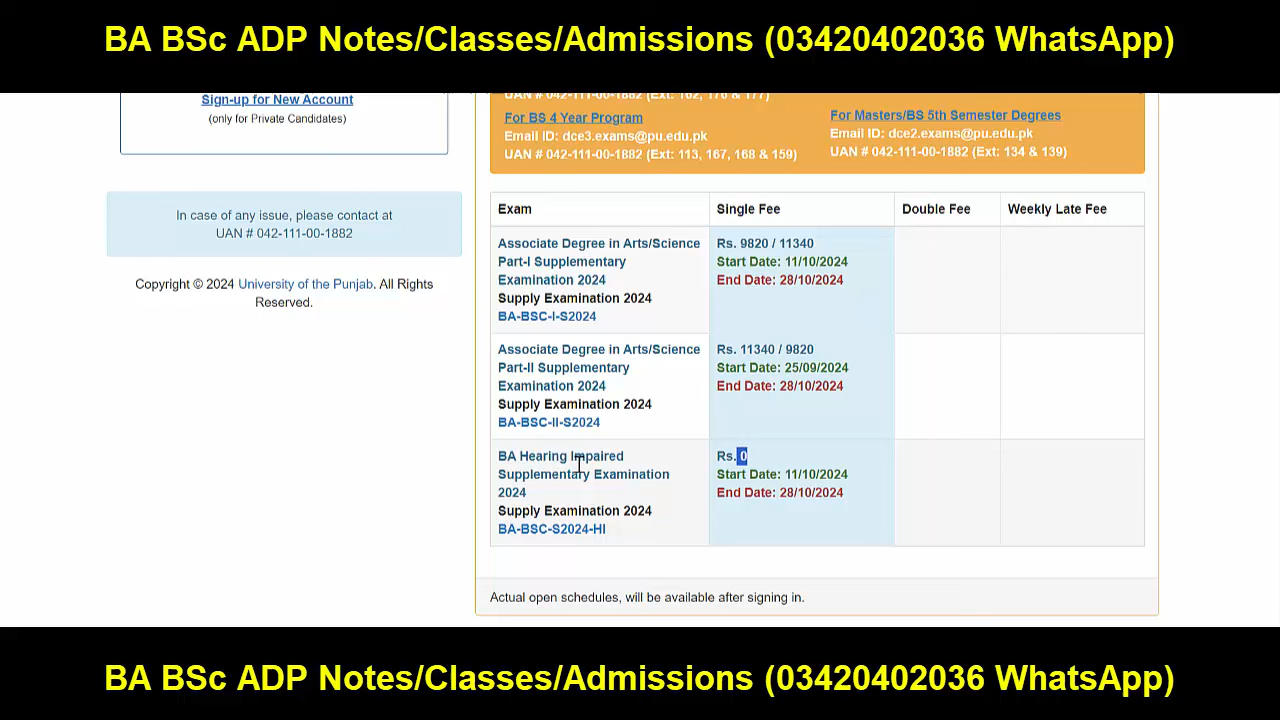 BA BSc ADP Notes/Classes/Admissions (03420402036 WhatsApp)
Sign-up for New Account
(only for Private Candidates)
In case of any issue, please contact at
UAN # 042-111-00-1882
Copyright © 2024 University of the Punjab. All Rights
Reserved.
UAN # 042-111-00-1882 (Ext: 162, 176 & 177)
For BS 4 Year Program
Email ID: dce3.exams@pu.edu.pk
UAN # 042-111-00-1882 (Ext: 113, 167, 168 & 159)
For Masters/BS 5th Semester Degrees
Email ID: dce2.exams@pu.edu.pk
UAN # 042-111-00-1882 (Ext: 134 & 139)
Exam Single Fee Double Fee Weekly Late Fee
Associate Degree in Arts/Science
Part-I Supplementary
Examination 2024
Supply Examination 2024
BA-BSC-I-S2024
Rs. 9820 / 11340
Start Date: 11/10/2024
End Date: 28/10/2024
Associate Degree in Arts/Science
Part-II Supplementary
Examination 2024
Supply Examination 2024
BA-BSC-II-S2024
Rs. 11340 / 9820
Start Date: 25/09/2024
End Date: 28/10/2024
BA Hearing Impaired
Supplementary Examination
2024
Supply Examination 2024
BA-BSC-S2024-HI
Rs. 0
Start Date: 11/10/2024
End Date: 28/10/2024
Actual open schedules, will be available after signing in.
BA BSc ADP Notes/Classes/Admissions (03420402036 WhatsApp)